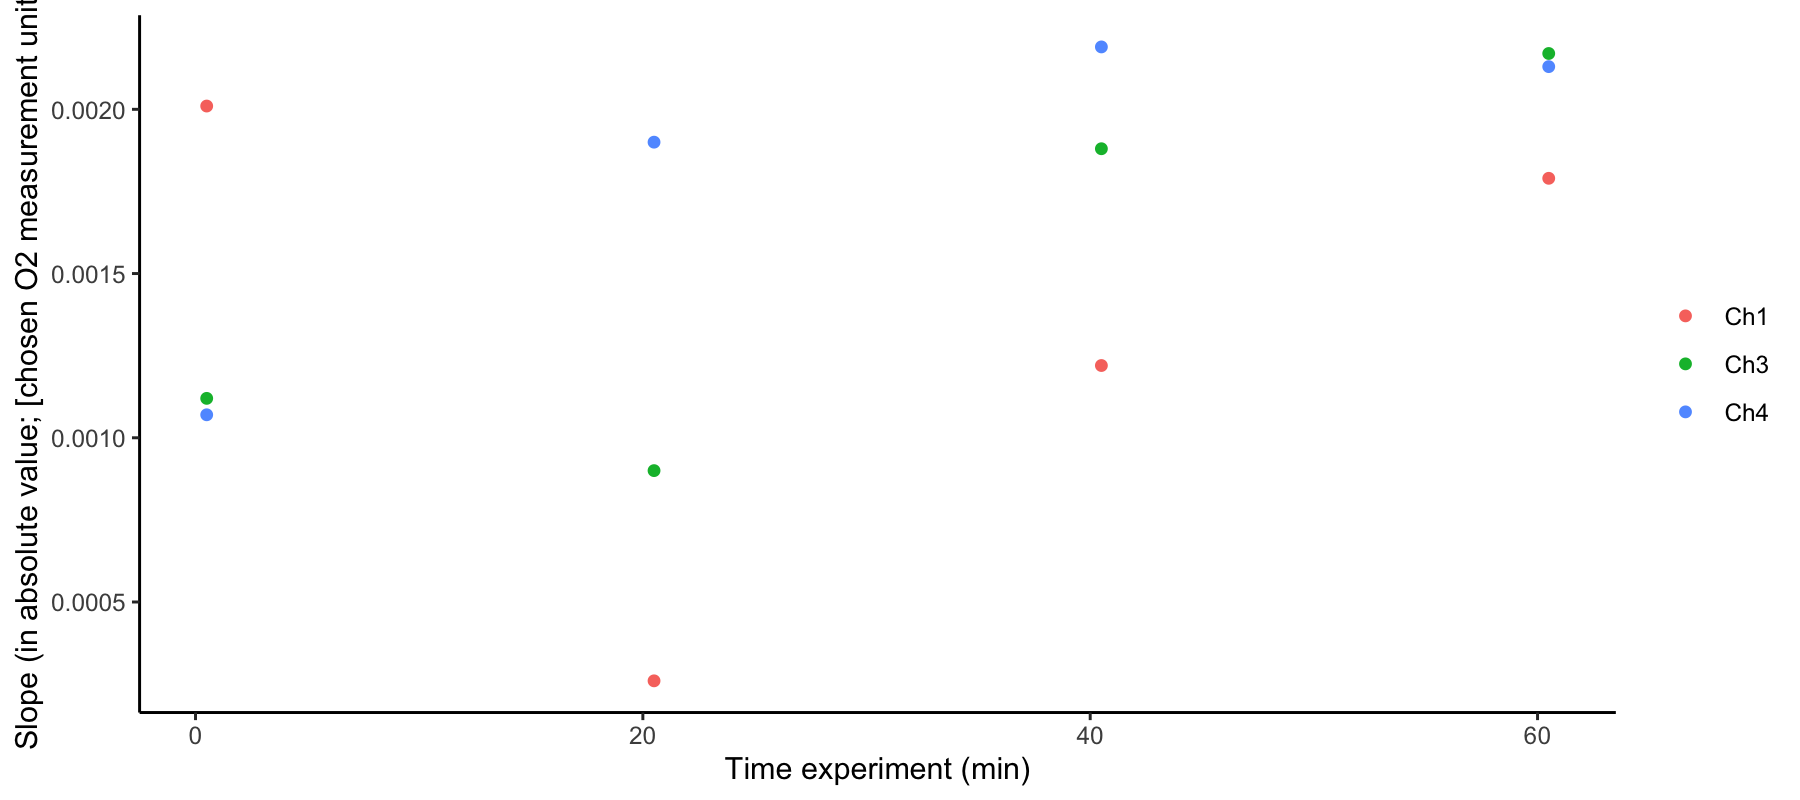 Slope (in absolute value; [chosen O2 measurement unit
0.0020
0.0015
0.0010
0.0005
0
20
40
60
Time experiment (min)
Ch1
Ch3
Ch4